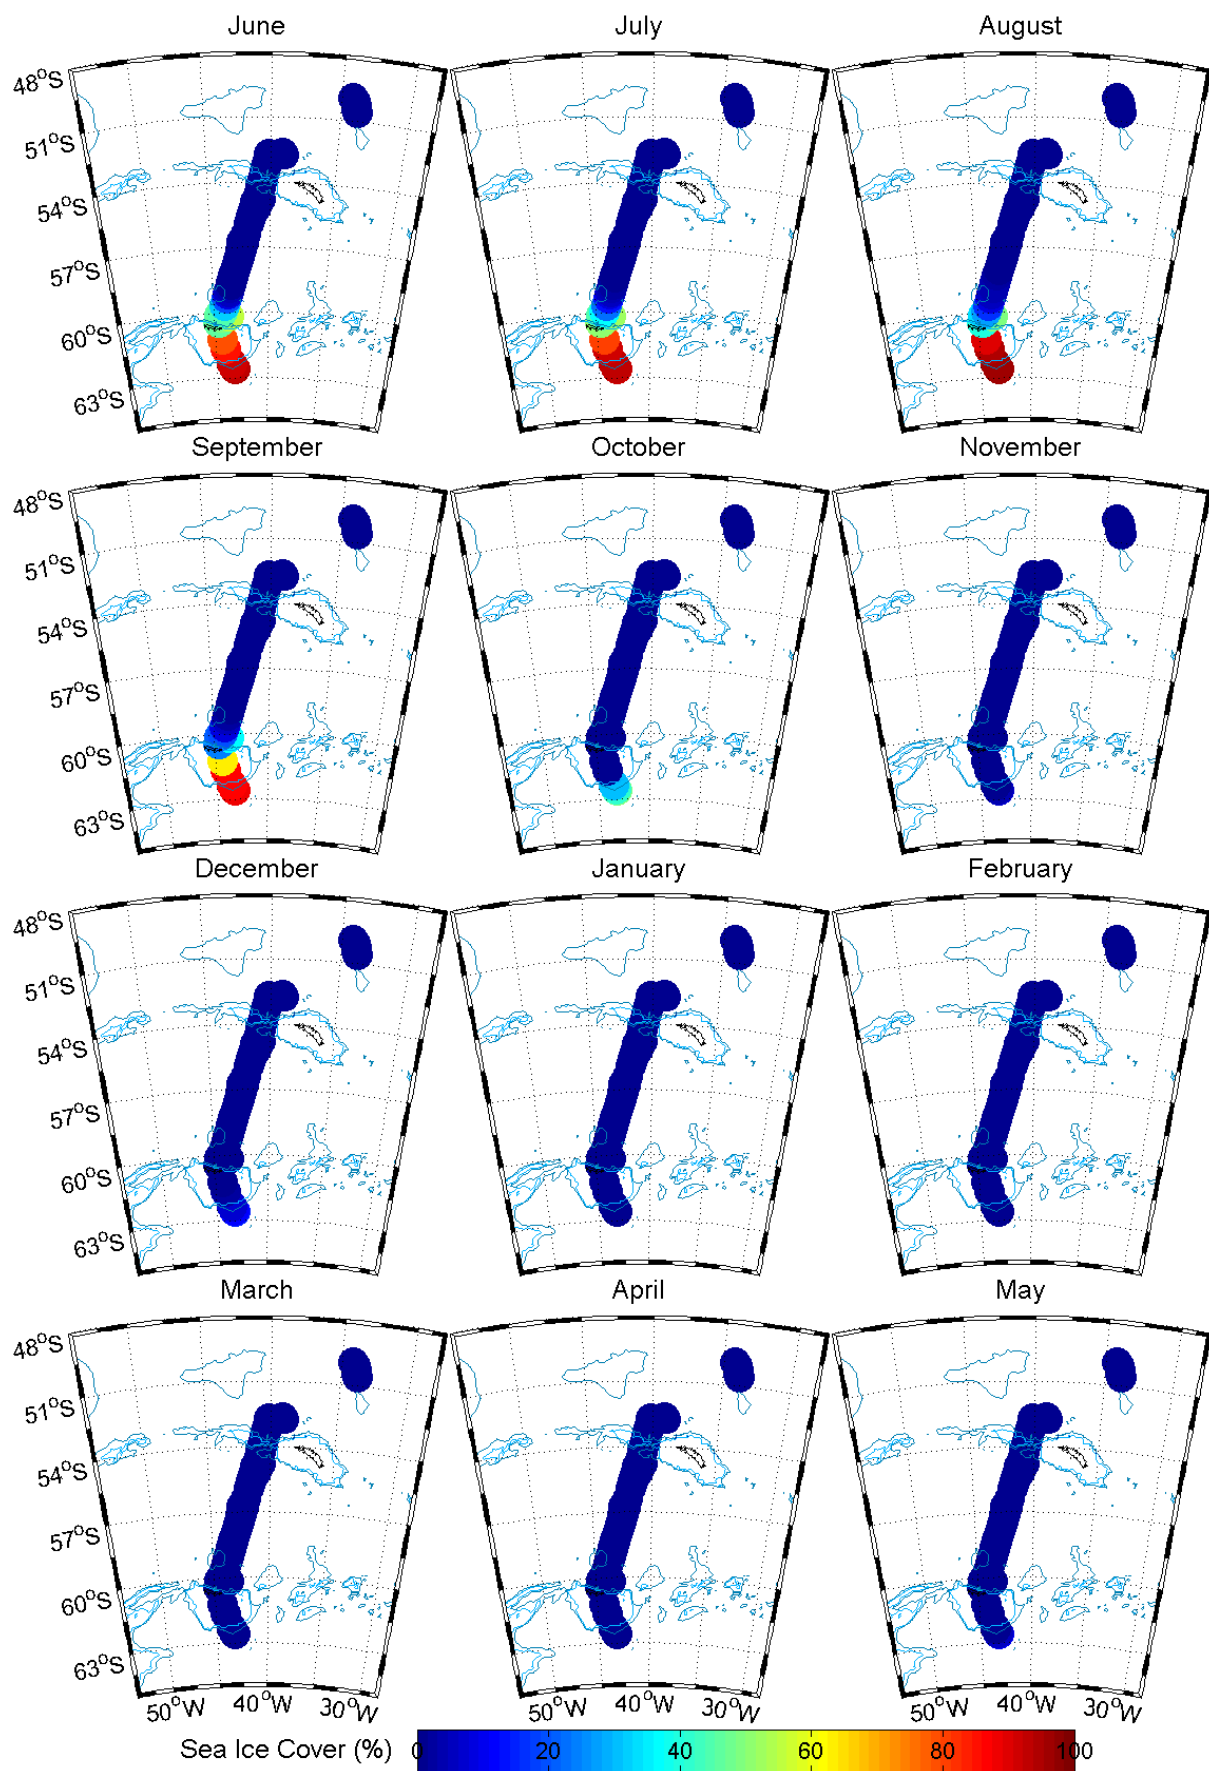 June July August
48°S
51°S
54°S
57°S
60°S
63°S
September October November
48°S
51°S
54°S
57°S
60°S
63°S
December January February
48°S
51°S
54°S
57°S
60°S
63°S
March April May
48°S
51°S
54°S
57°S
60°S
63°S
50°W 40°W 30°W 50°W 40°W 30°W 50°W 40°W 30°W
Sea Ice Cover (%) 0 20 40 60 80 100